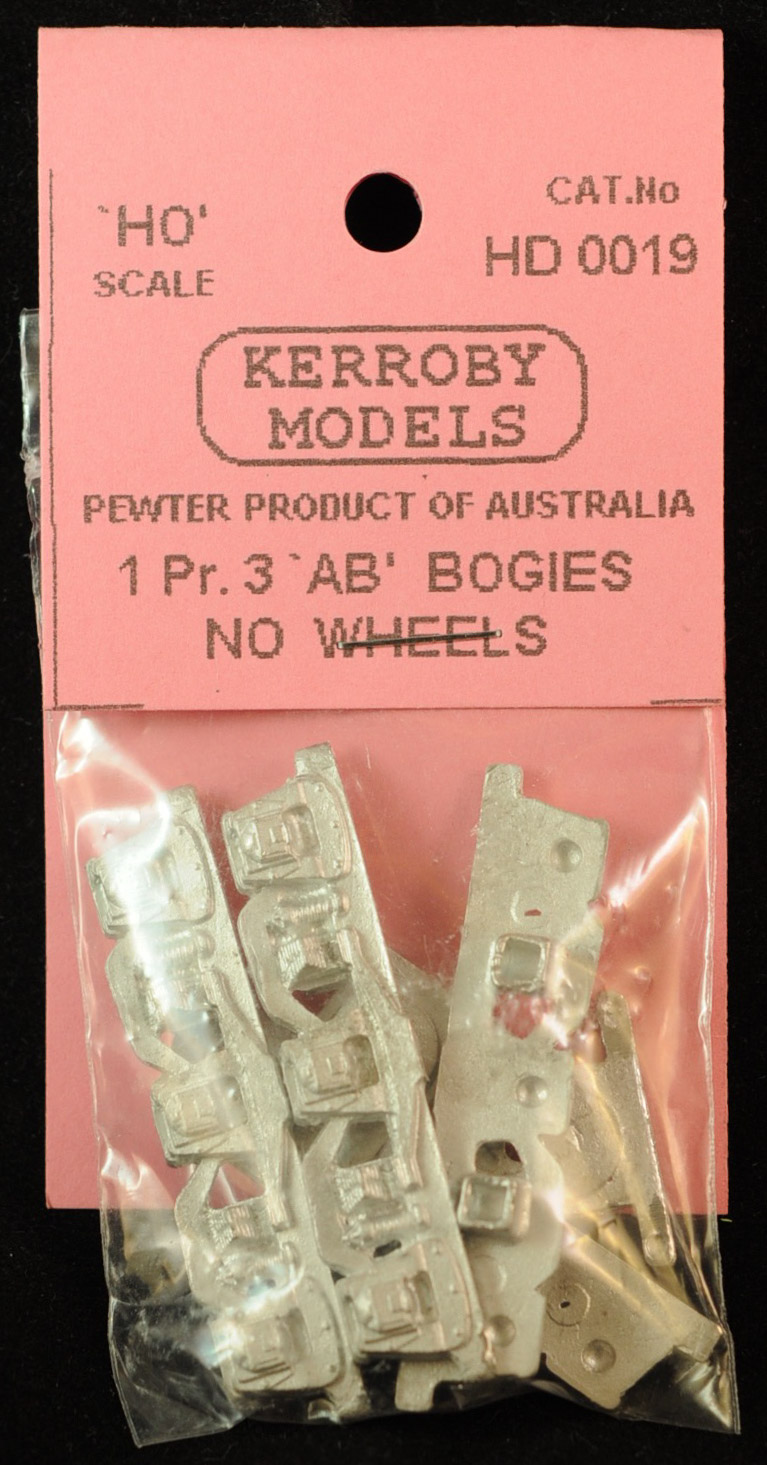 `HO'
SCALE
CAT.No
HD 0019
KERROBY
MODELS
PEWTER PRODUCT OF AUSTRALIA
1 Pr. 3 `AB' BOGIES
NO WHEELS